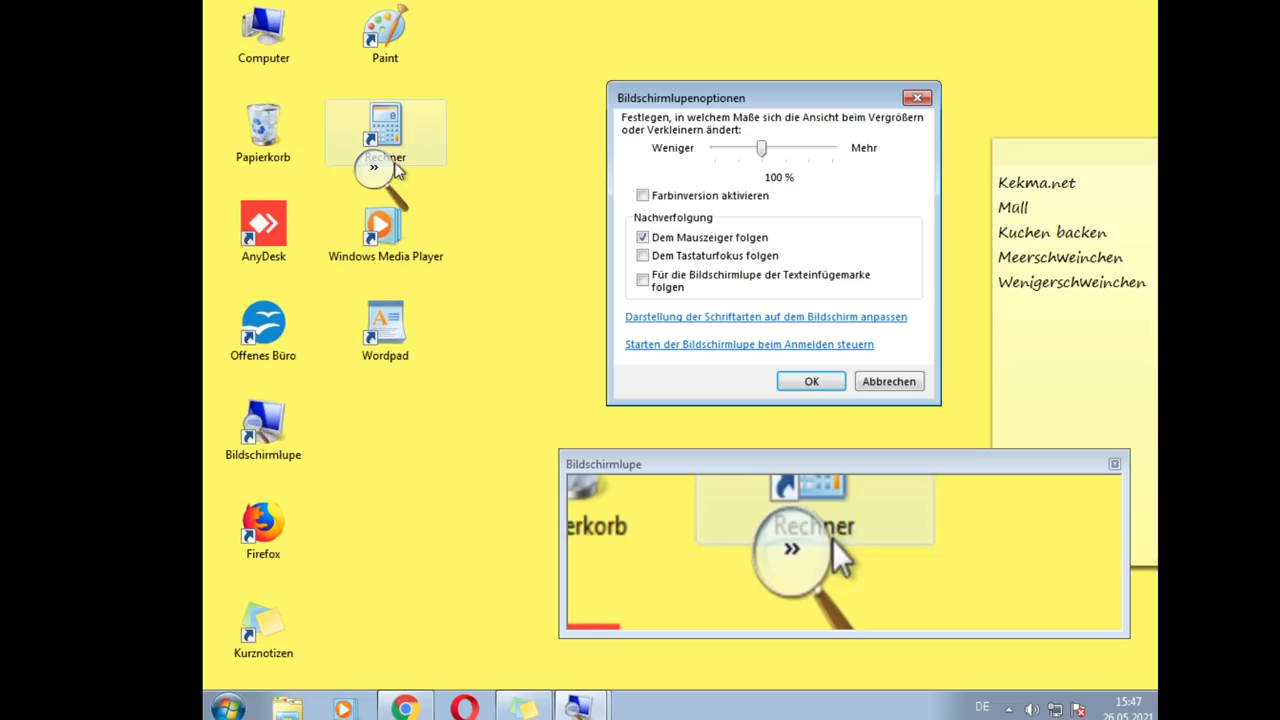 Computer
Paint
Papierkorb
Rechner
»
AnyDesk
Windows Media Player
Offenes Büro
Wordpad
Bildschirmlupe
Firefox
Kurznotizen
Bildschirmlupenoptionen
Festlegen, in welchem Maße sich die Ansicht beim Vergrößern
oder Verkleinern ändert:
Weniger
Mehr
100 %
Farbinversion aktivieren
Nachverfolgung
Dem Mauszeiger folgen
Dem Tastaturfokus folgen
Für die Bildschirmlupe der Texteinfügemarke
folgen
Darstellung der Schriftarten auf dem Bildschirm anpassen
Starten der Bildschirmlupe beim Anmelden steuern
OK
Abbrechen
Kekma.net
Müll
Kuchen backen
Meerschweinchen
Wenigerschweinchen
Bildschirmlupe
erkorb
Rechner
»
DE
15:47
26.05.2021